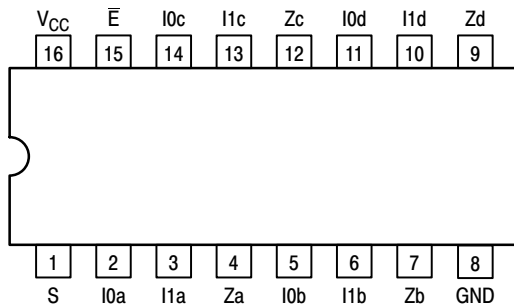 V_CC E̅ I0c I1c Zc I0d I1d Zd
16 15 14 13 12 11 10 9
1 2 3 4 5 6 7 8
S I0a I1a Za I0b I1b Zb GND